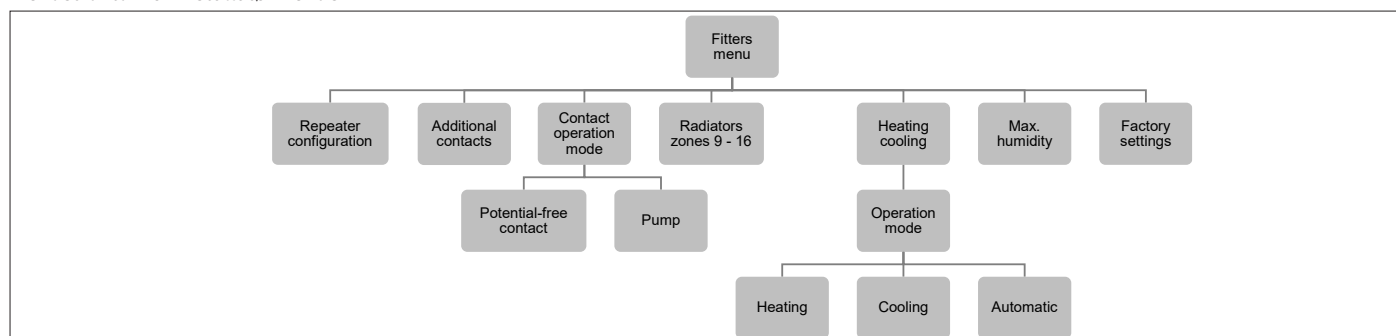 Fitters
menu
Repeater
configuration
Additional
contacts
Contact
operation
mode
Radiators
zones 9 - 16
Heating
cooling
Max.
humidity
Factory
settings
Potential-free
contact
Pump
Operation
mode
Heating
Cooling
Automatic